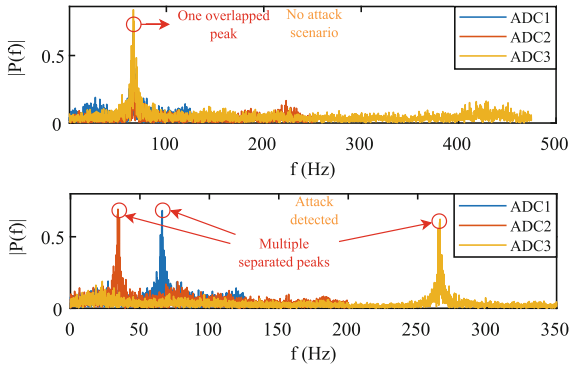 One overlapped
peak
No attack
scenario
ADC1
ADC2
ADC3
|P(f)|
0.5
0
100
200
300
400
500
f (Hz)
Attack
detected
Multiple
separated peaks
ADC1
ADC2
ADC3
|P(f)|
0.5
0
0
50
100
150
200
250
300
350
f (Hz)